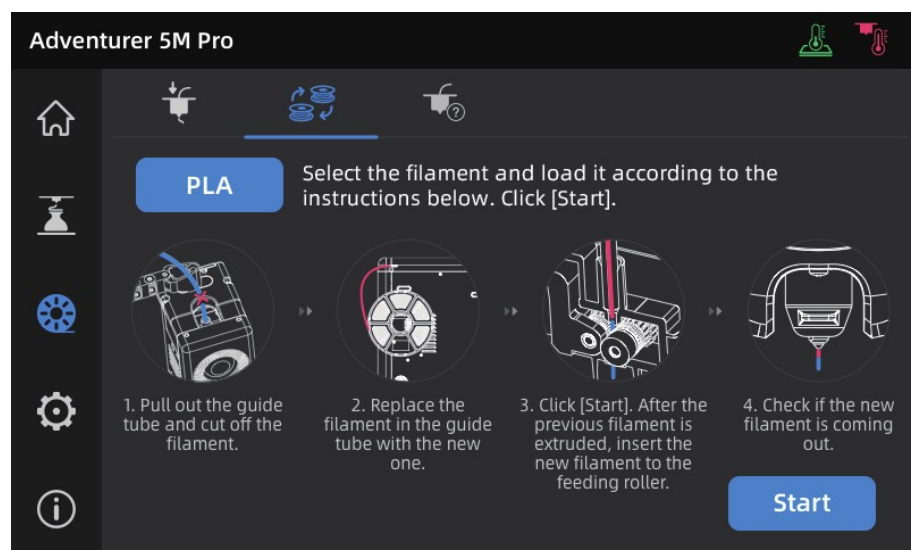 Adventurer 5M Pro
?
PLA
Select the filament and load it according to the
instructions below. Click [Start].
1. Pull out the guide
tube and cut off the
filament.
2. Replace the
filament in the guide
tube with the new
one.
3. Click [Start]. After the
previous filament is
extruded, insert the
new filament to the
feeding roller.
4. Check if the new
filament is coming
out.
Start